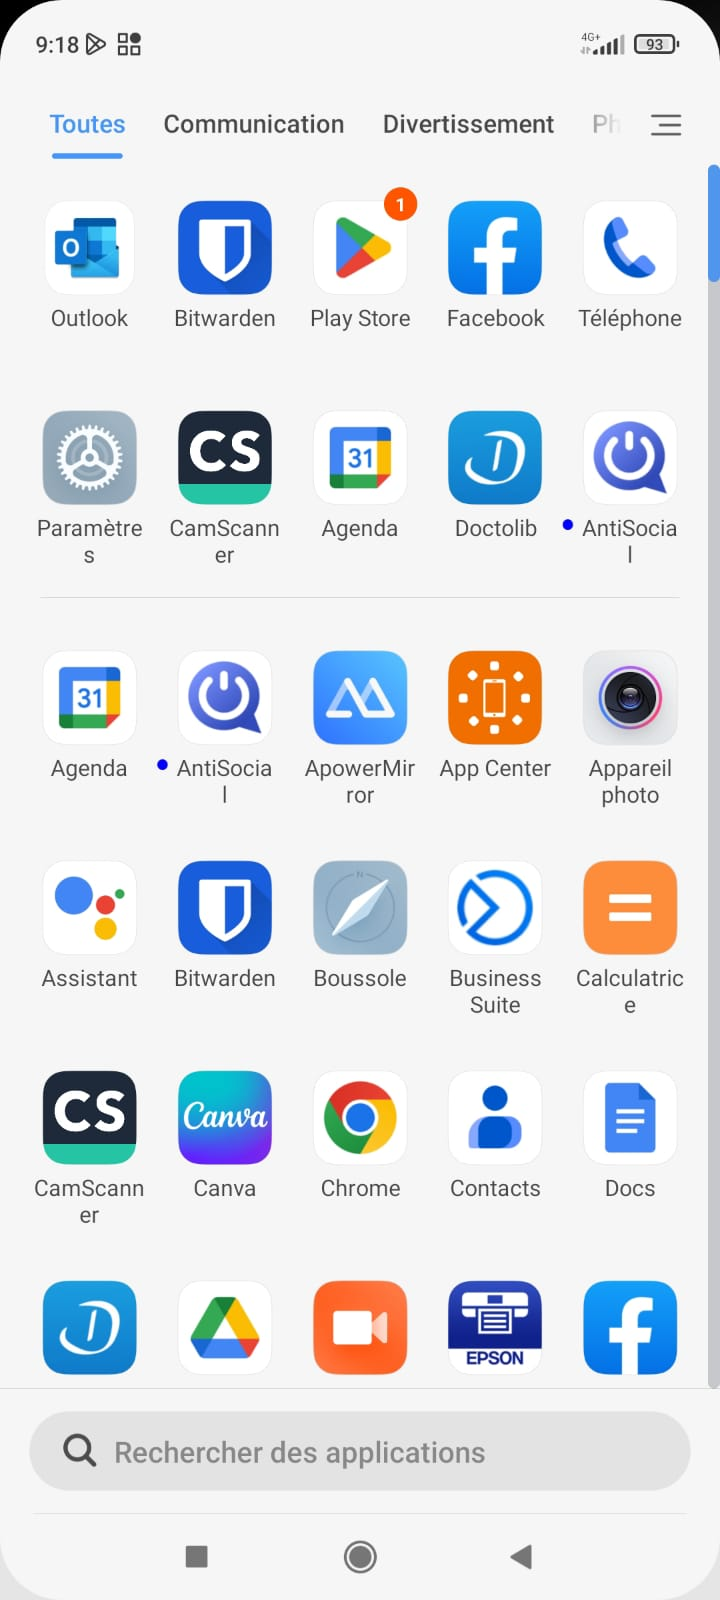 9:18
4G+
93
Toutes Communication Divertissement Ph
1
O
Outlook Bitwarden Play Store Facebook Téléphone
CS
31
Paramètre
s
CamScann
er
Agenda
Doctolib
AntiSocia
l
31
Agenda
AntiSocia
l
ApowerMir
ror
App Center
Appareil
photo
N
Assistant
Bitwarden
Boussole
Business
Suite
Calculatric
e
CS
Canva
CamScann
er
Canva
Chrome
Contacts
Docs
EPSON
Rechercher des applications